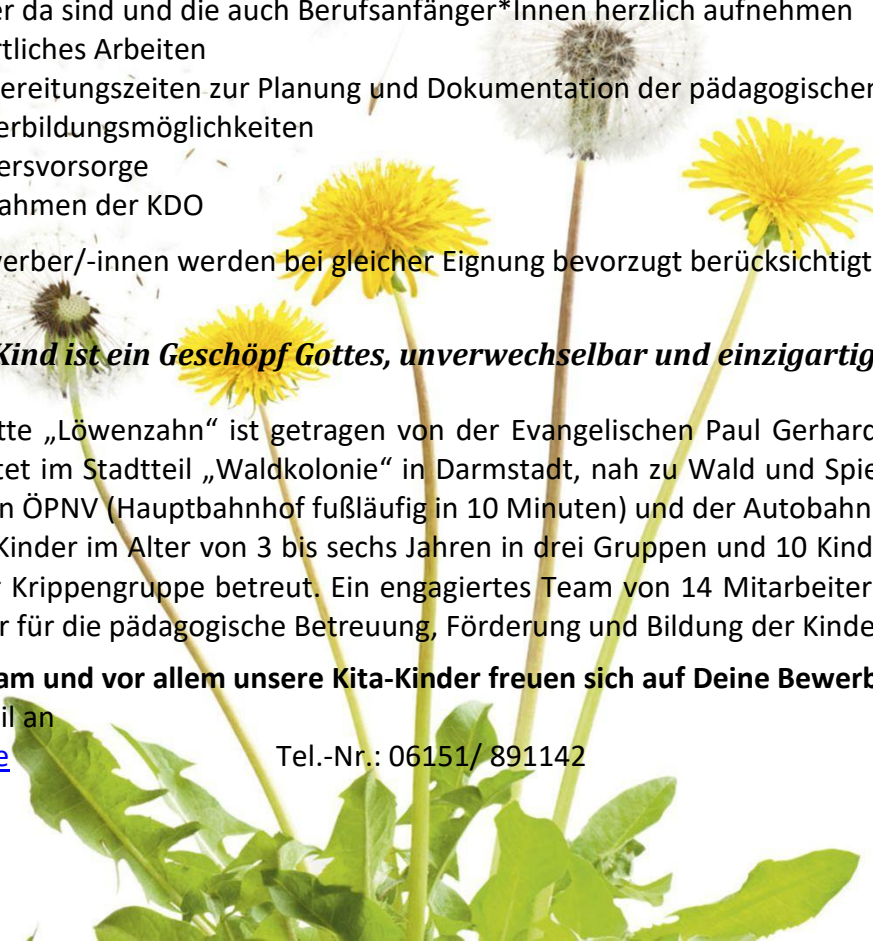 er da sind und die auch Berufsanfänger*Innen herzlich aufnehmen
rtliches Arbeiten
ereitungszeiten zur Planung und Dokumentation der pädagogischen
erbildungsmöglichkeiten
ersvorsorge
ahmen der KDO
verber/-innen werden bei gleicher Eignung bevorzugt berücksichtigt
Kind ist ein Geschöpf Gottes, unverwechselbar und einzigartig
tte „Löwenzahn“ ist getragen von der Evangelischen Paul Gerhard
tet im Stadtteil „Waldkolonie“ in Darmstadt, nah zu Wald und Spie
n ÖPNV (Hauptbahnhof fußläufig in 10 Minuten) und der Autobahn
Kinder im Alter von 3 bis sechs Jahren in drei Gruppen und 10 Kind
r Krippengruppe betreut. Ein engagiertes Team von 14 Mitarbeiter
r für die pädagogische Betreuung, Förderung und Bildung der Kinde
am und vor allem unsere Kita-Kinder freuen sich auf Deine Bewerb
il an
e Tel.-Nr.: 06151/ 891142